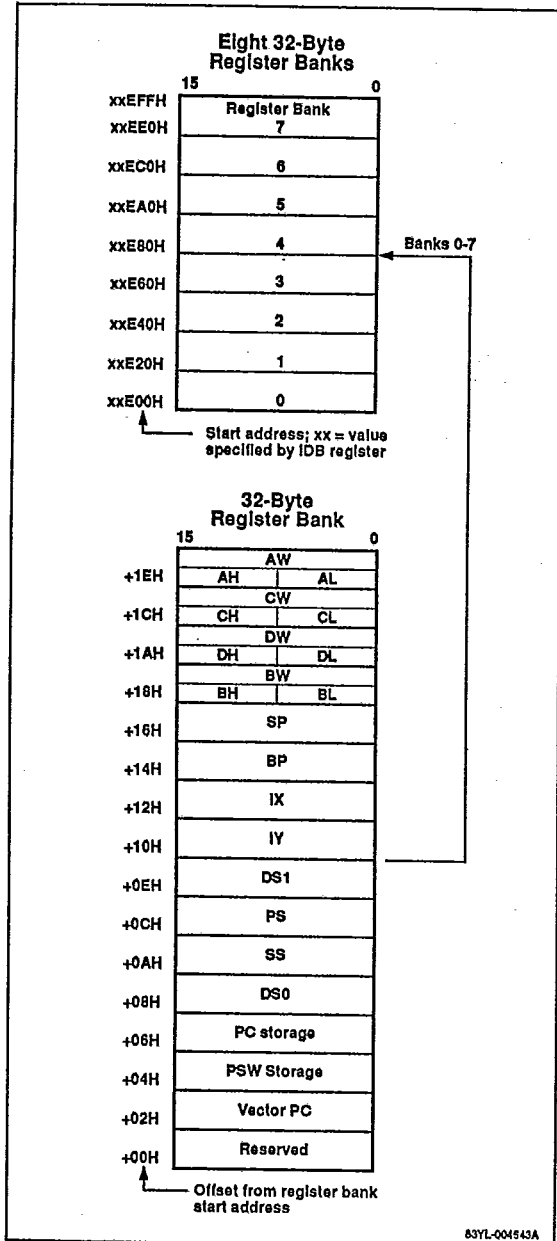 Eight 32-Byte
Register Banks
15 0
xxEFFH
Register Bank
xxEE0H 7
xxEC0H 6
xxEA0H 5
xxE80H 4
Banks 0-7
xxE60H 3
xxE40H 2
xxE20H 1
xxE00H 0
Start address; xx = value
specified by IDB register
32-Byte
Register Bank
15 0
AW
+1EH AH AL
CW
+1CH CH CL
DW
+1AH DH DL
BW
+18H BH BL
+16H SP
+14H BP
+12H IX
+10H IY
+0EH DS1
+0CH PS
+0AH SS
+08H DS0
+06H PC storage
+04H PSW Storage
+02H Vector PC
+00H Reserved
Offset from register bank
start address
83YL-004543A